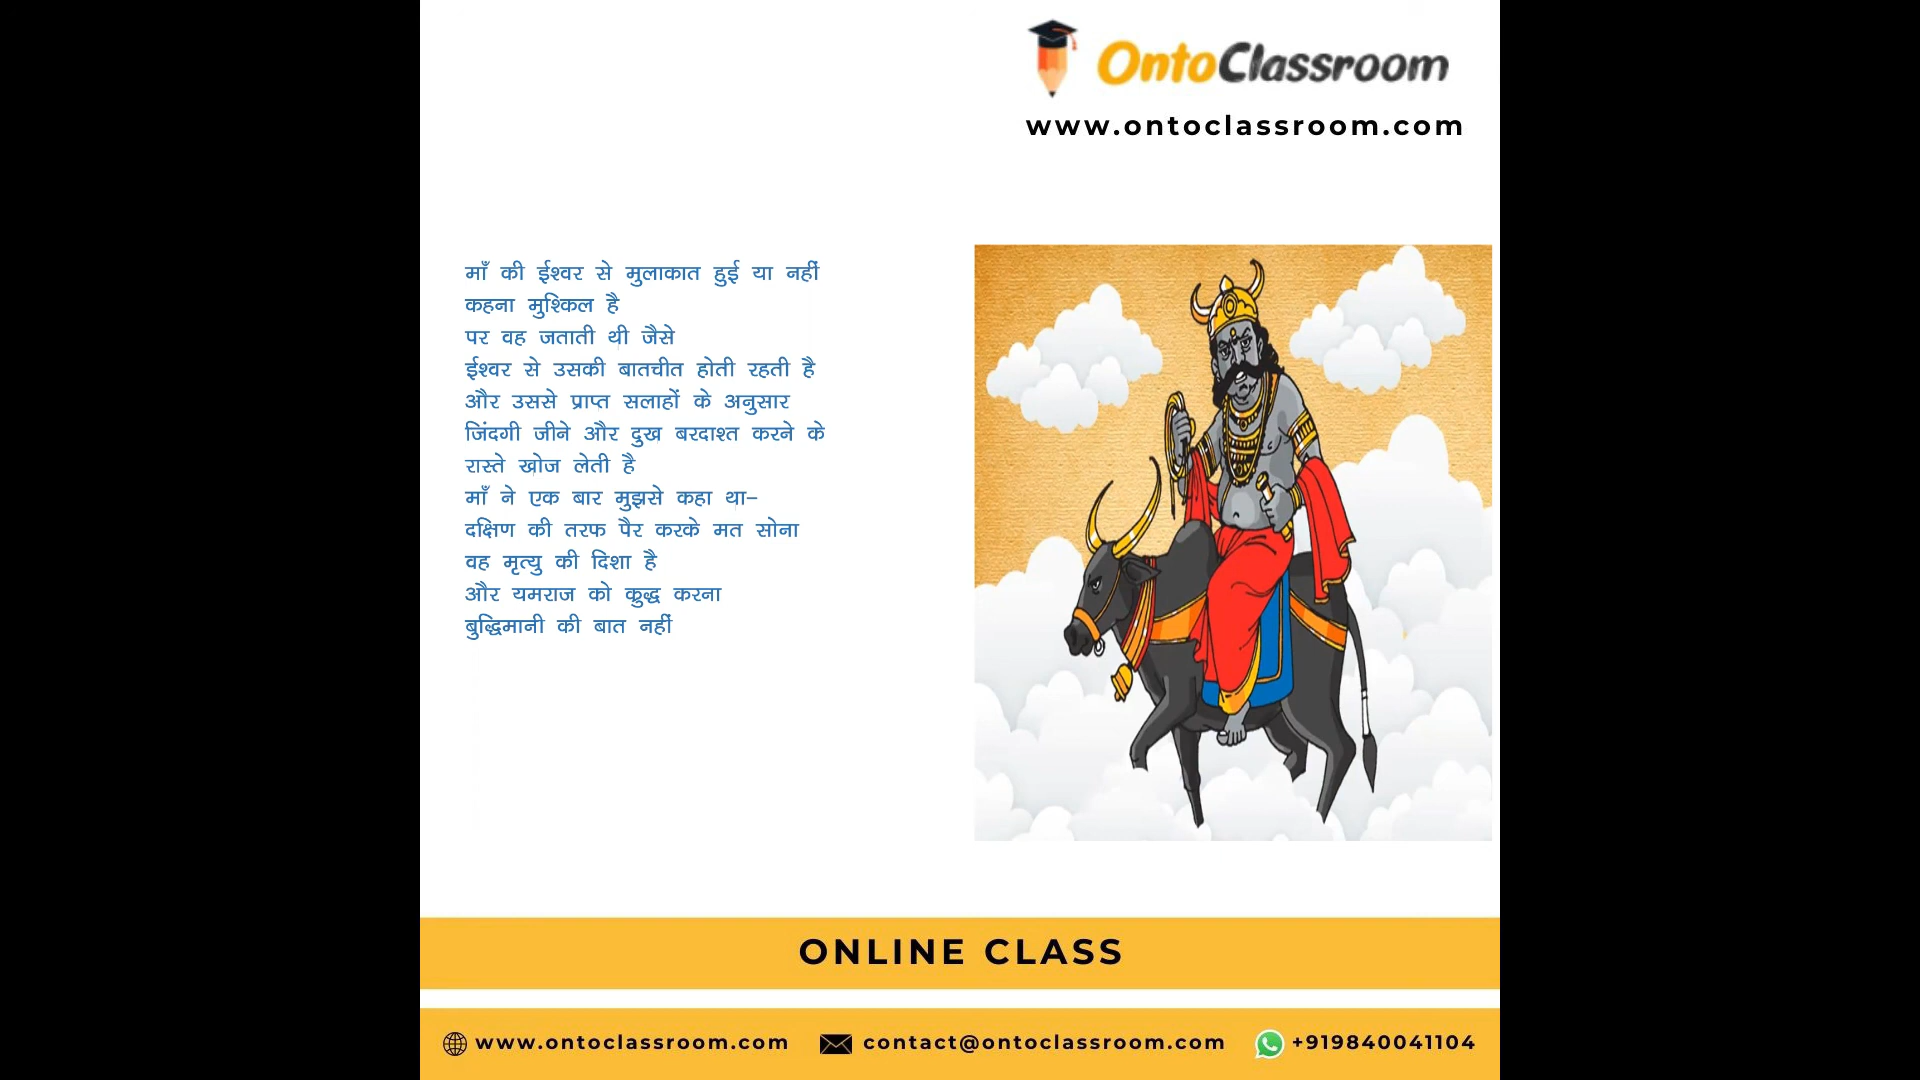 OntoClassroom
www.ontoclassroom.com
माँ की ईश्वर से मुलाकात हुई या नहीं
कहना मुश्किल है
पर वह जताती थी जैसे
ईश्वर से उसकी बातचीत होती रहती है
और उससे प्राप्त सलाहों के अनुसार
जिंदगी जीने और दुख बरदाश्त करने के
रास्ते खोज लेती है
माँ ने एक बार मुझसे कहा था–
दक्षिण की तरफ पैर करके मत सोना
वह मृत्यु की दिशा है
और यमराज को क्रुद्ध करना
बुद्धिमानी की बात नहीं
ONLINE CLASS
www.ontoclassroom.com contact@ontoclassroom.com +919840041104